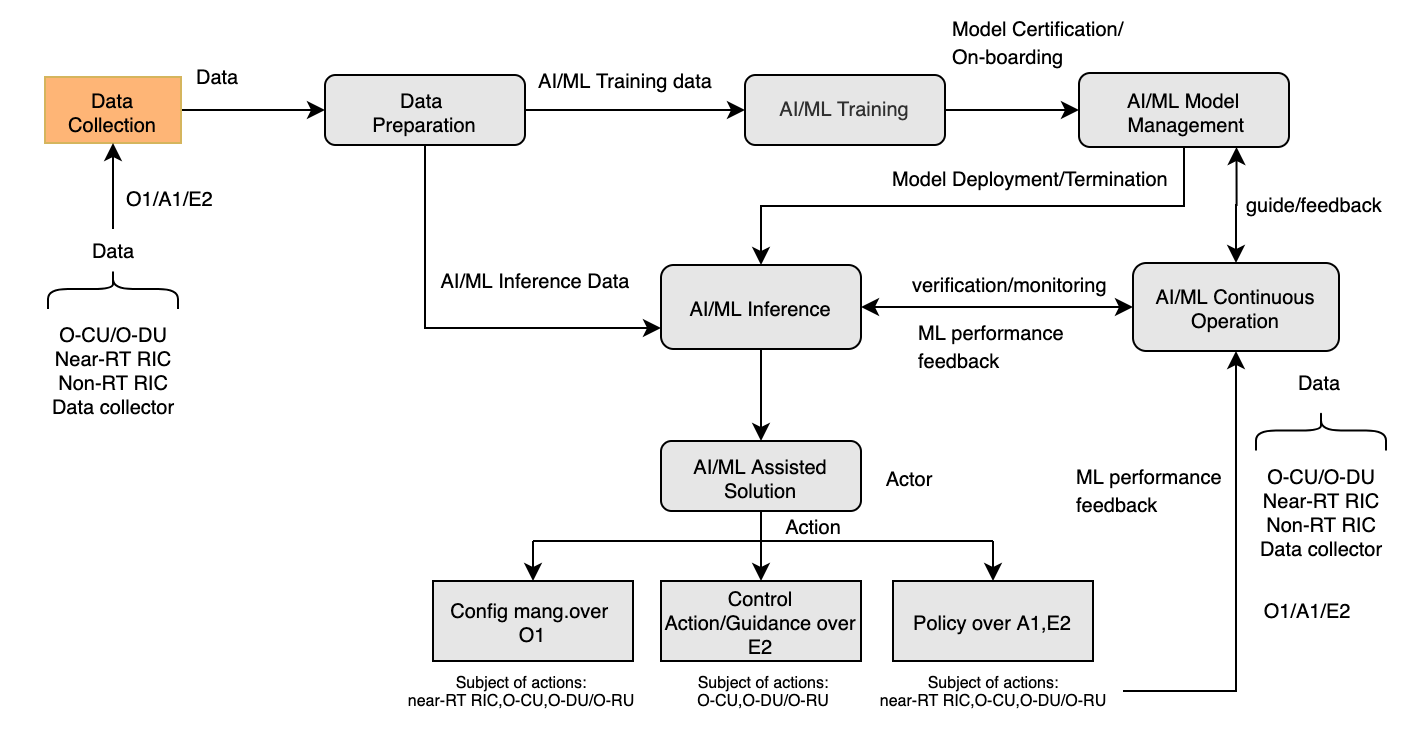 Model Certification/
On-boarding
Data
AI/ML Training data
Data
Collection
Data
Preparation
AI/ML Training
AI/ML Model
Management
O1/A1/E2
Model Deployment/Termination
guide/feedback
Data
AI/ML Inference Data
AI/ML Inference
verification/monitoring
ML performance
feedback
AI/ML Continuous
Operation
O-CU/O-DU
Near-RT RIC
Non-RT RIC
Data collector
Data
AI/ML Assisted
Solution
Actor
ML performance
feedback
O-CU/O-DU
Near-RT RIC
Non-RT RIC
Data collector
Action
Config mang.over
O1
Control
Action/Guidance over
E2
Policy over A1,E2
O1/A1/E2
Subject of actions:
near-RT RIC,O-CU,O-DU/O-RU
Subject of actions:
O-CU,O-DU/O-RU
Subject of actions:
near-RT RIC,O-CU,O-DU/O-RU